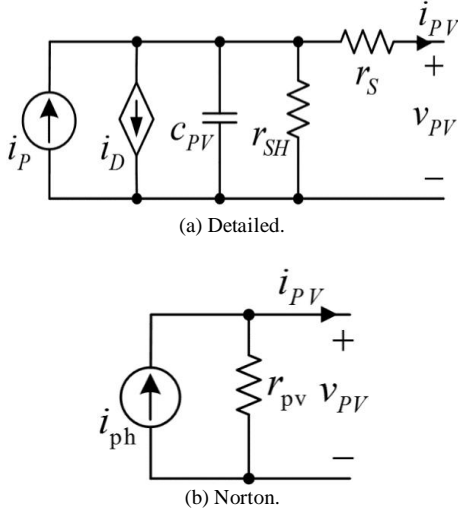 i_PV
+
r_S
i_P
i_D
c_PV
r_SH
v_PV
−
(a) Detailed.
i_PV
+
i_ph
r_pv
v_PV
−
(b) Norton.